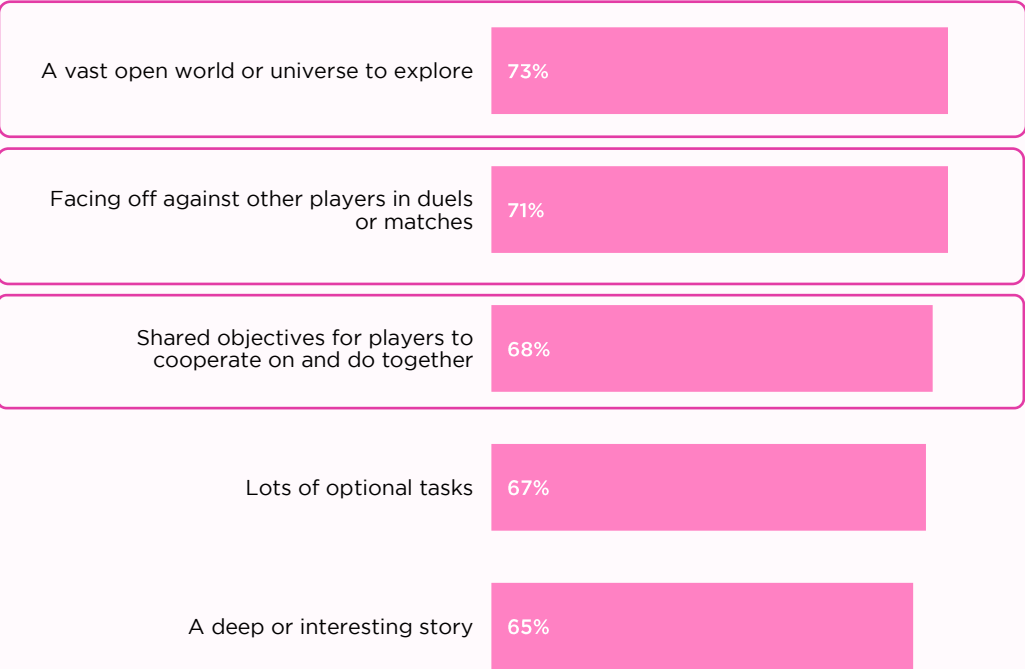 A vast open world or universe to explore
73%
Facing off against other players in duels
or matches
71%
Shared objectives for players to
cooperate on and do together
68%
Lots of optional tasks
67%
A deep or interesting story
65%